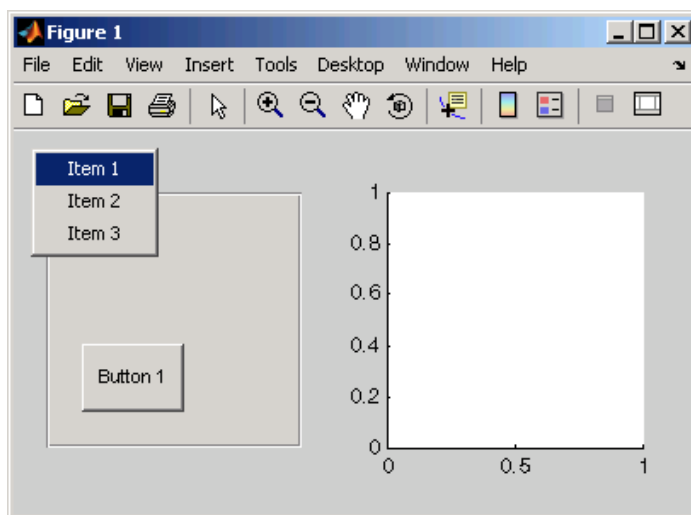 Figure 1
File Edit View Insert Tools Desktop Window Help
Item 1
Item 2
Item 3
Button 1
1
0.8
0.6
0.4
0.2
0
0 0.5 1